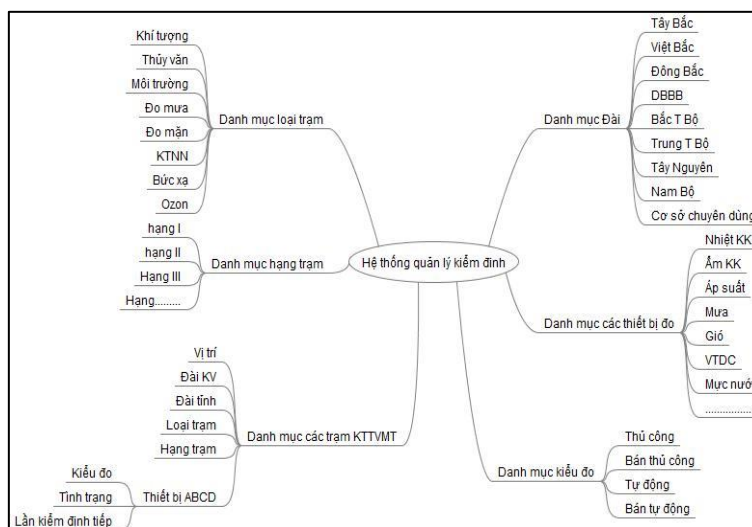 Khí tượng
Thủy văn
Môi trường
Đo mưa
Đo mặn
KTNN
Bức xạ
Ozon
Danh mục loại trạm
hạng I
hạng II
Hạng III
Hạng.........
Danh mục hạng trạm
Vị trí
Đài KV
Đài tỉnh
Loại trạm
Hạng trạm
Danh mục các trạm KTTVMT
Kiểu đo
Tình trạng
Lần kiểm đinh tiếp
Thiết bị ABCD
Hệ thống quản lý kiểm đinh
Tây Bắc
Việt Bắc
Đông Bắc
DBBB
Bắc T Bộ
Trung T Bộ
Tây Nguyên
Nam Bộ
Cơ sở chuyên dùng
Danh mục Đài
Nhiệt KK
Ẩm KK
Áp suất
Mưa
Gió
VTDC
Mực nướ
................
Danh mục các thiết bị đo
Thủ công
Bán thủ công
Tự động
Bán tự động
Danh mục kiểu đo